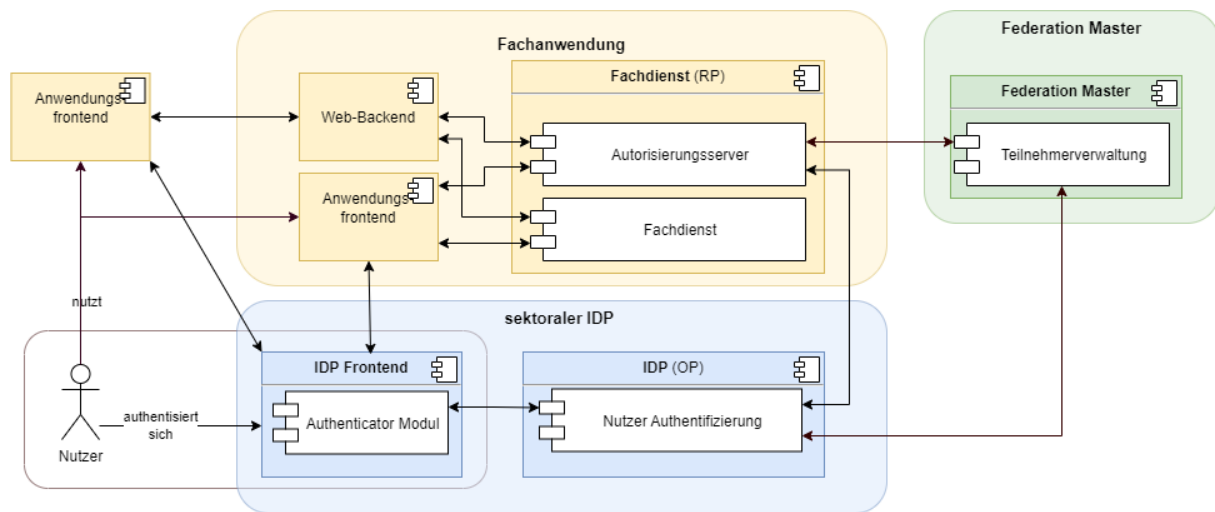 Fachanwendung
Federation Master
Anwendungs
frontend
Web-Backend
Fachdienst (RP)
Autorisierungsserver
Federation Master
Teilnehmerverwaltung
Anwendungs
frontend
Fachdienst
nutzt
sektoraler IDP
IDP Frontend
Authenticator Modul
IDP (OP)
Nutzer Authentifizierung
authentisiert
sich
Nutzer